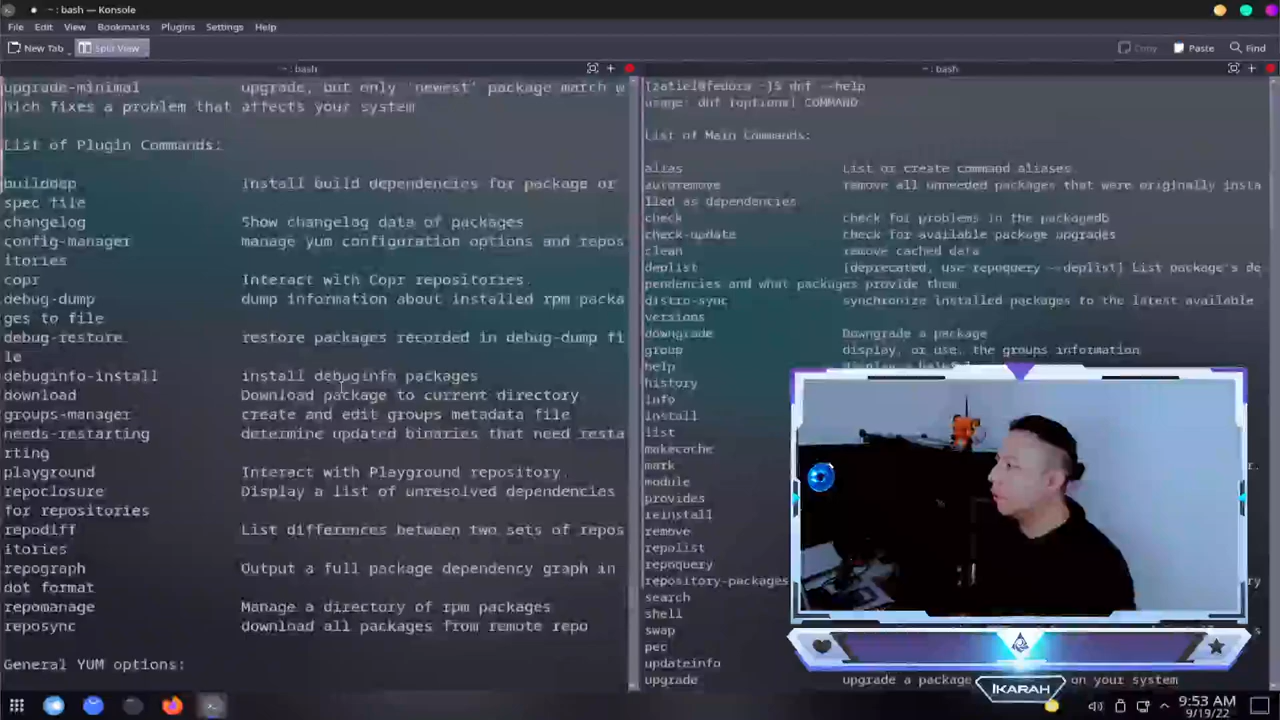 ~ : bash — Konsole
File Edit View Bookmarks Plugins Settings Help
New Tab Split View Copy Paste Find
~ : bash
upgrade-minimal upgrade, but only 'newest' package match w
hich fixes a problem that affects your system
List of Plugin Commands:
builddep Install build dependencies for package or
spec file
changelog Show changelog data of packages
config-manager manage yum configuration options and repos
itories
copr Interact with Copr repositories.
debug-dump dump information about installed rpm packa
ges to file
debug-restore restore packages recorded in debug-dump fi
le
debuginfo-install install debuginfo packages
download Download package to current directory
groups-manager create and edit groups metadata file
needs-restarting determine updated binaries that need resta
rting
playground Interact with Playground repository.
repoclosure Display a list of unresolved dependencies
for repositories
repodiff List differences between two sets of repos
itories
repograph Output a full package dependency graph in
dot format
repomanage Manage a directory of rpm packages
reposync download all packages from remote repo
General YUM options:
~ : bash
[zatiel@fedora ~]$ dnf --help
usage: dnf [options] COMMAND
List of Main Commands:
alias List or create command aliases
autoremove remove all unneeded packages that were originally insta
lled as dependencies
check check for problems in the packagedb
check-update check for available package upgrades
clean remove cached data
deplist [deprecated, use repoquery --deplist] List package's de
pendencies and what packages provide them
distro-sync synchronize installed packages to the latest available
versions
downgrade Downgrade a package
group display, or use, the groups information
help
history
info
install
list
makecache
mark
module
provides
reinstall
remove
repolist
repoquery
repository-packages
search
shell
swap
updateinfo
upgrade upgrade a package on your system
IKARAH
9:53 AM
9/19/22